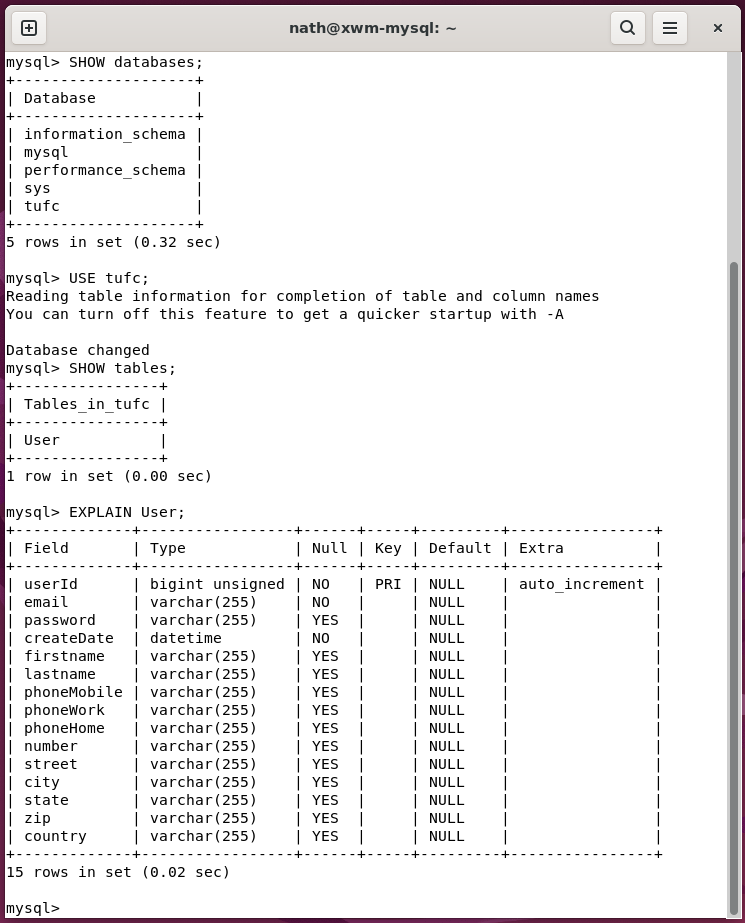 nath@xwm-mysql: ~
mysql> SHOW databases;
+--------------------+
| Database           |
+--------------------+
| information_schema |
| mysql              |
| performance_schema |
| sys                |
| tufc               |
+--------------------+
5 rows in set (0.32 sec)

mysql> USE tufc;
Reading table information for completion of table and column names
You can turn off this feature to get a quicker startup with -A

Database changed
mysql> SHOW tables;
+----------------+
| Tables_in_tufc |
+----------------+
| User           |
+----------------+
1 row in set (0.00 sec)

mysql> EXPLAIN User;
+-------------+-----------------+------+-----+---------+----------------+
| Field       | Type            | Null | Key | Default | Extra          |
+-------------+-----------------+------+-----+---------+----------------+
| userId      | bigint unsigned | NO   | PRI | NULL    | auto_increment |
| email       | varchar(255)    | NO   |     | NULL    |                |
| password    | varchar(255)    | YES  |     | NULL    |                |
| createDate  | datetime        | NO   |     | NULL    |                |
| firstname   | varchar(255)    | YES  |     | NULL    |                |
| lastname    | varchar(255)    | YES  |     | NULL    |                |
| phoneMobile | varchar(255)    | YES  |     | NULL    |                |
| phoneWork   | varchar(255)    | YES  |     | NULL    |                |
| phoneHome   | varchar(255)    | YES  |     | NULL    |                |
| number      | varchar(255)    | YES  |     | NULL    |                |
| street      | varchar(255)    | YES  |     | NULL    |                |
| city        | varchar(255)    | YES  |     | NULL    |                |
| state       | varchar(255)    | YES  |     | NULL    |                |
| zip         | varchar(255)    | YES  |     | NULL    |                |
| country     | varchar(255)    | YES  |     | NULL    |                |
+-------------+-----------------+------+-----+---------+----------------+
15 rows in set (0.02 sec)

mysql>